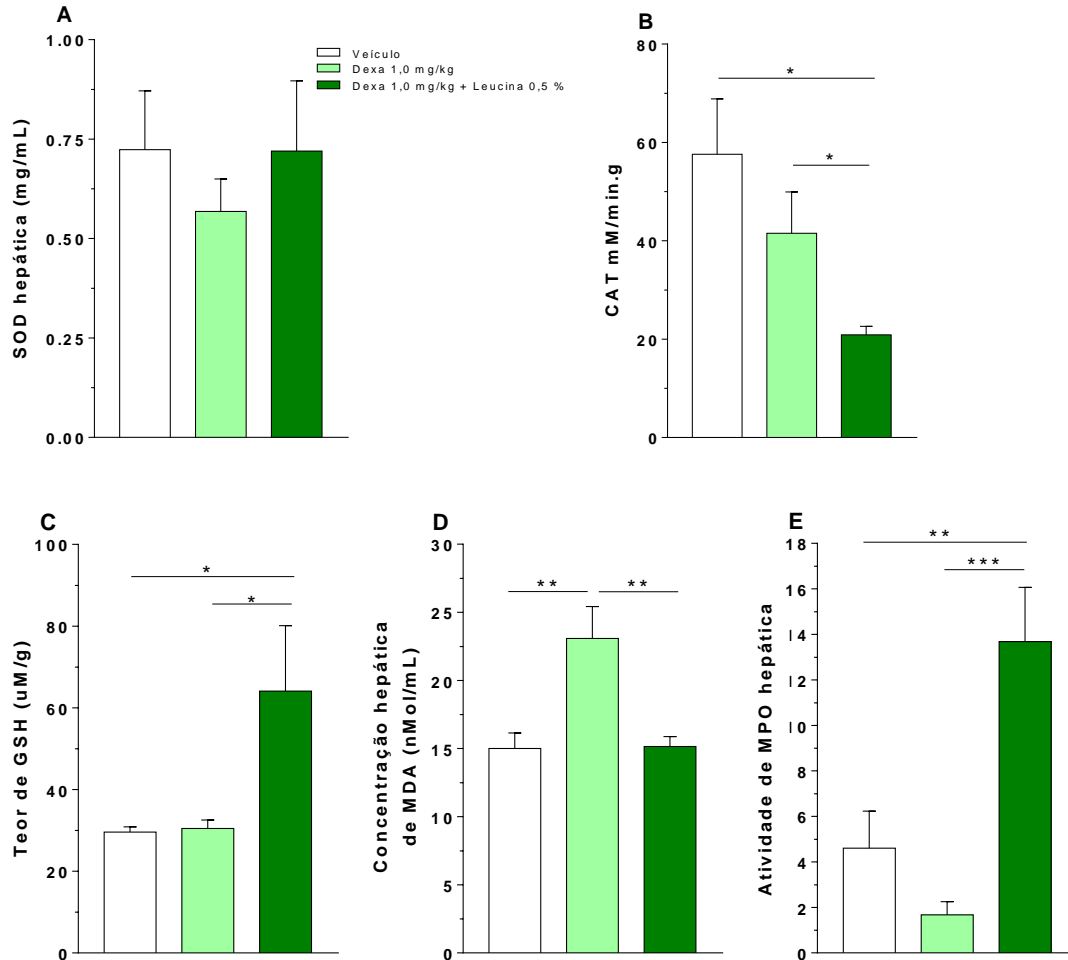 A
SOD hepática (mg/mL)
1.00
0.75
0.50
0.25
0.00
Veículo
Dexa 1,0 mg/kg
Dexa 1,0 mg/kg + Leucina 0,5 %
B
CAT mM/min.g
80
60
40
20
0
*
*
C
Teor de GSH (uM/g)
100
80
60
40
20
0
*
*
D
Concentração hepática
de MDA (nMol/mL)
30
25
20
15
10
5
0
**
**
E
Atividade de MPO hepática
18
16
14
12
10
8
6
4
2
0
**
***